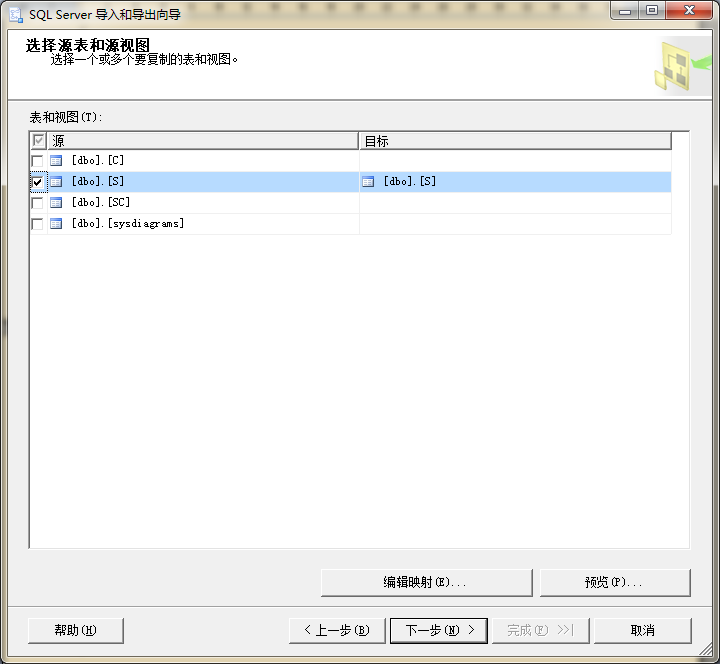 SQL Server 导入和导出向导
选择源表和源视图
选择一个或多个要复制的表和视图。
表和视图(T):
源 目标
[dbo].[C]
[dbo].[S] [dbo].[S]
[dbo].[SC]
[dbo].[sysdiagrams]
编辑映射(E)... 预览(P)...
帮助(H) < 上一步(B) 下一步(N) > 完成(F) >>| 取消